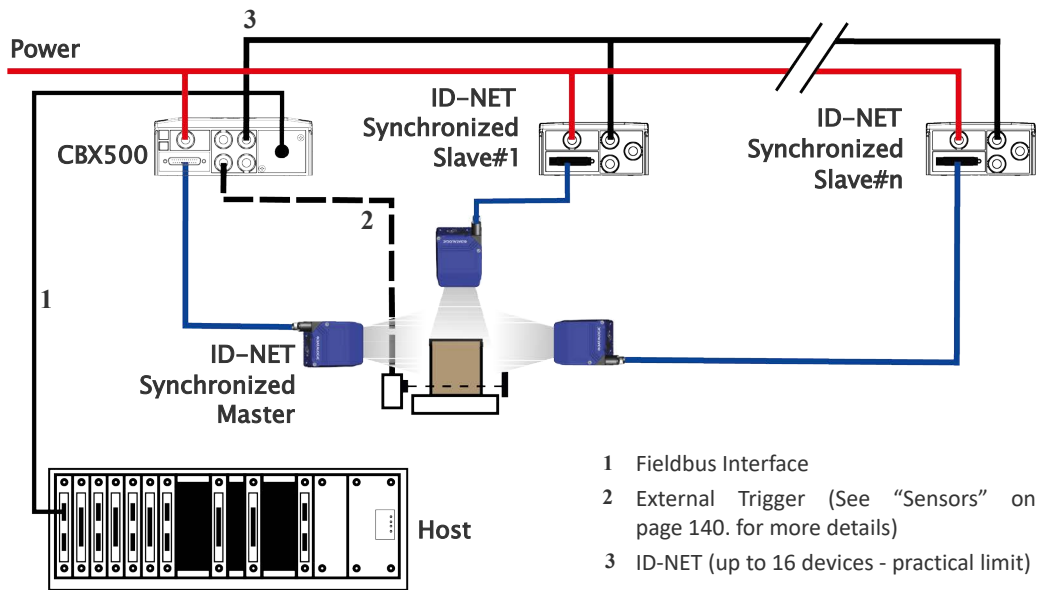 3
Power
ID-NET
Synchronized
Slave#1
ID-NET
Synchronized
Slave#n
CBX500
2
1
ID-NET
Synchronized
Master
Host
1 Fieldbus Interface
2 External Trigger (See “Sensors” on
page 140. for more details)
3 ID-NET (up to 16 devices - practical limit)